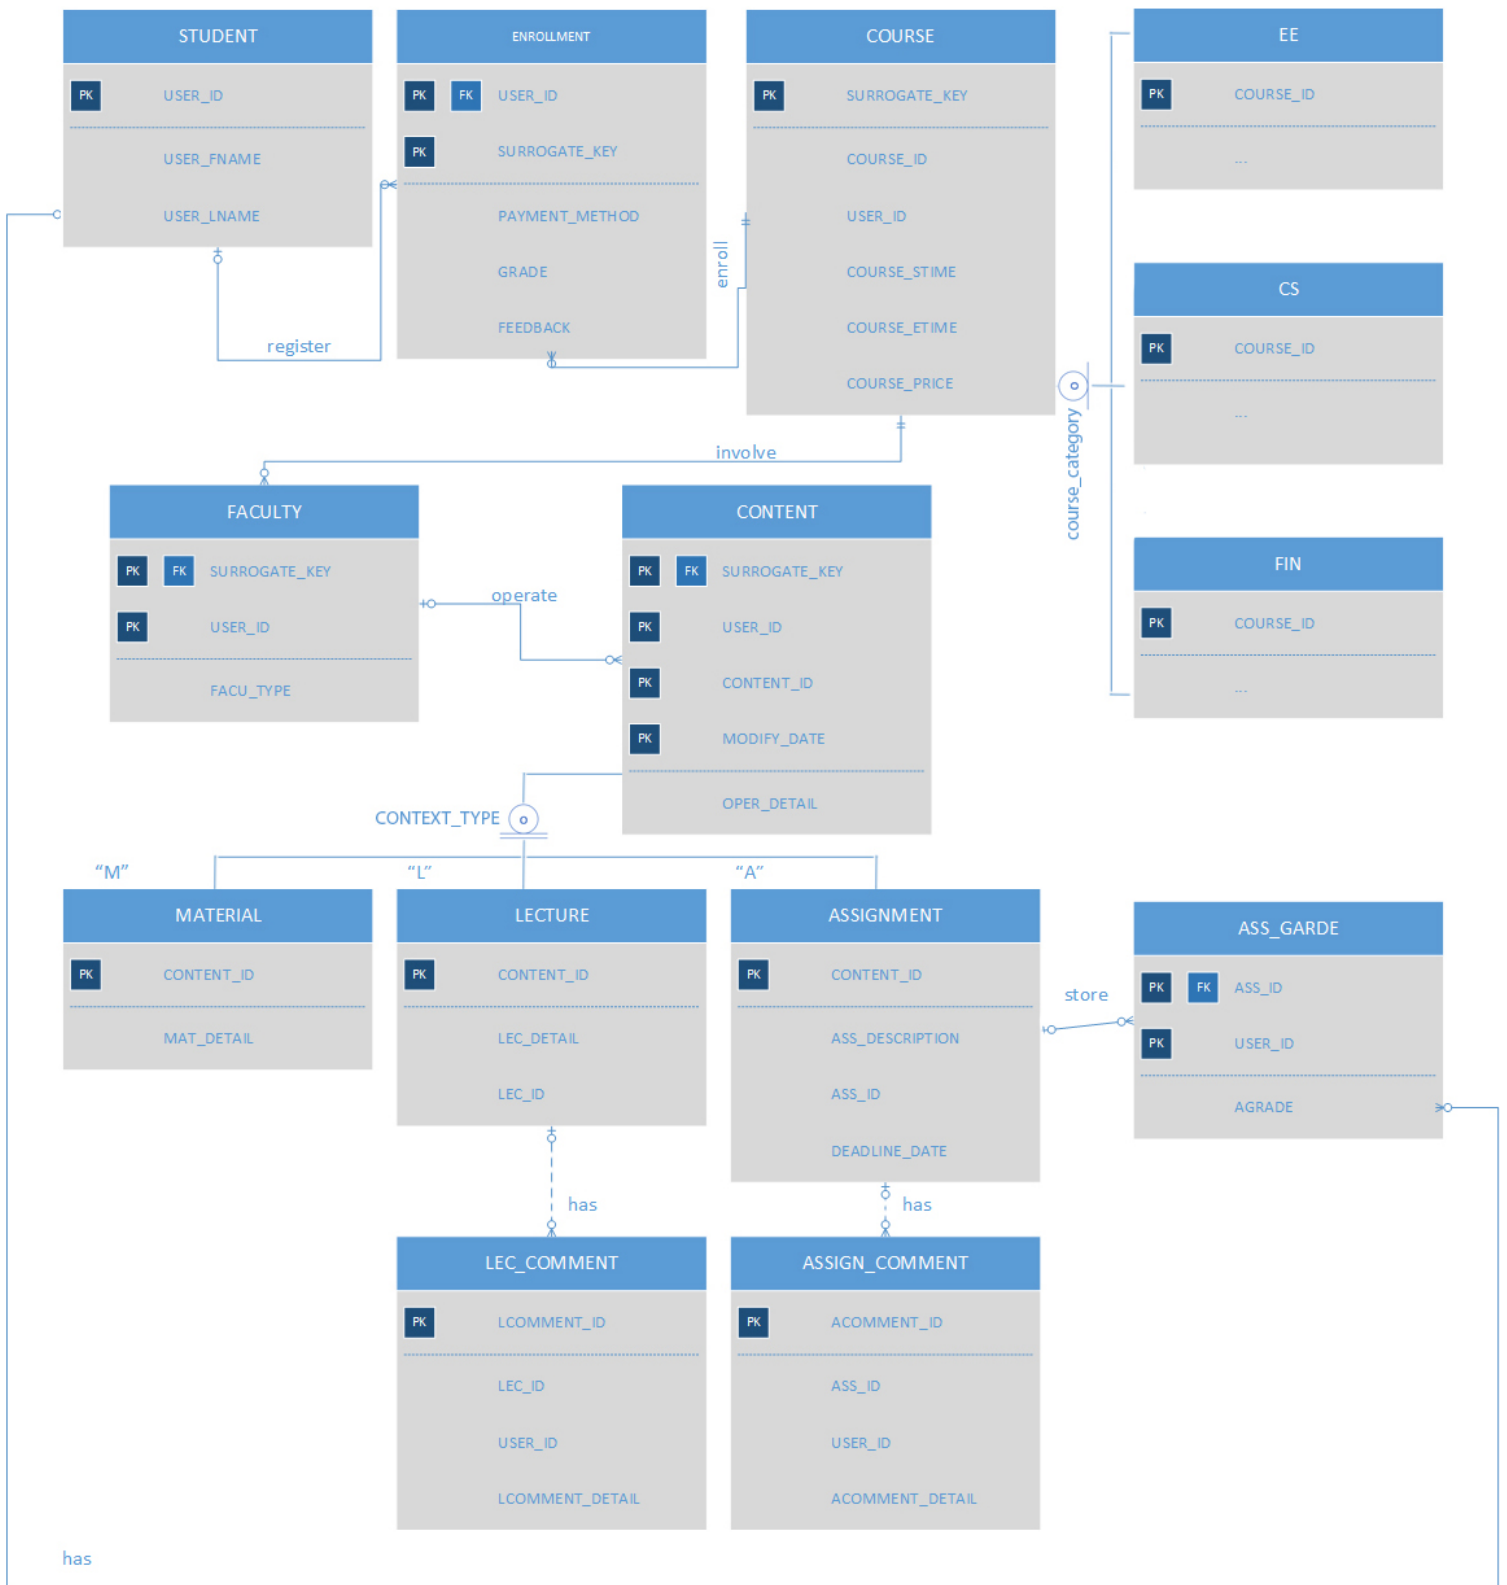 STUDENT
PK USER_ID
USER_FNAME
USER_LNAME
ENROLLMENT
PK FK USER_ID
PK SURROGATE_KEY
PAYMENT_METHOD
GRADE
FEEDBACK
COURSE
PK SURROGATE_KEY
COURSE_ID
USER_ID
COURSE_STIME
COURSE_ETIME
COURSE_PRICE
EE
PK COURSE_ID
...
CS
PK COURSE_ID
...
FIN
PK COURSE_ID
...
register
enroll
involve
course_category
FACULTY
PK FK SURROGATE_KEY
PK USER_ID
FACU_TYPE
operate
CONTENT
PK FK SURROGATE_KEY
PK USER_ID
PK CONTENT_ID
PK MODIFY_DATE
OPER_DETAIL
CONTEXT_TYPE
o
o
“M”
“L”
“A”
MATERIAL
PK CONTENT_ID
MAT_DETAIL
LECTURE
PK CONTENT_ID
LEC_DETAIL
LEC_ID
ASSIGNMENT
PK CONTENT_ID
ASS_DESCRIPTION
ASS_ID
DEADLINE_DATE
store
ASS_GARDE
PK FK ASS_ID
PK USER_ID
AGRADE
has
has
LEC_COMMENT
PK LCOMMENT_ID
LEC_ID
USER_ID
LCOMMENT_DETAIL
ASSIGN_COMMENT
PK ACOMMENT_ID
ASS_ID
USER_ID
ACOMMENT_DETAIL
has